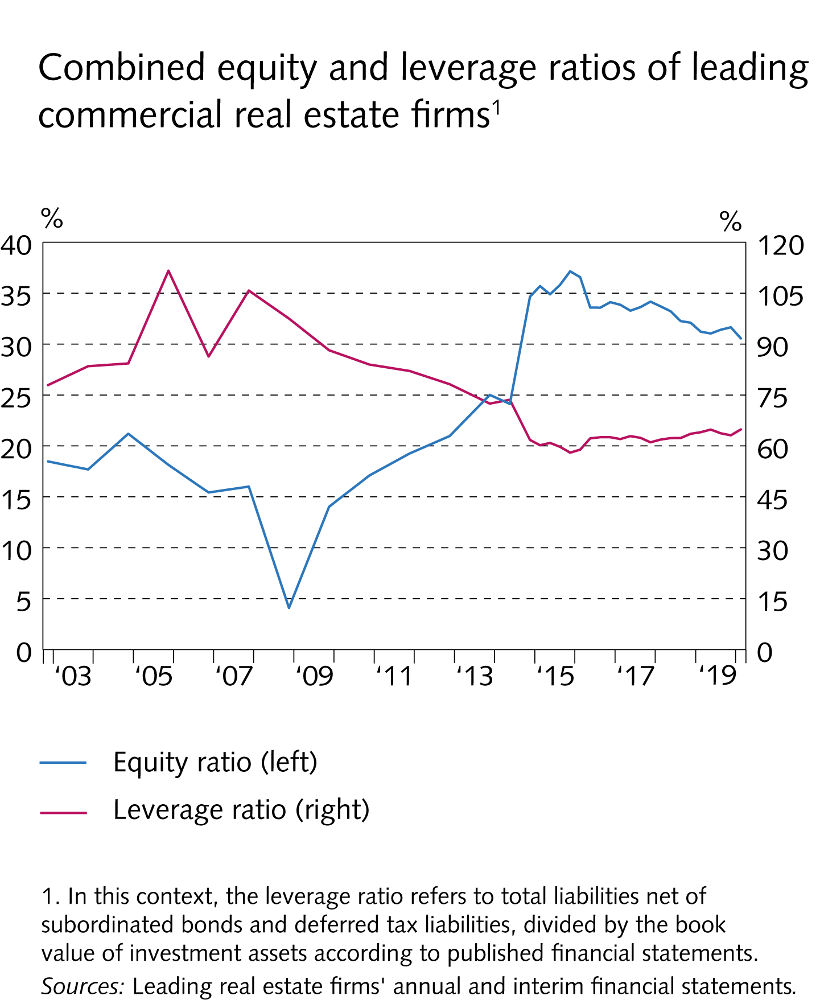 Combined equity and leverage ratios of leading
commercial real estate firms¹
% %
40 120
35 105
30 90
25 75
20 60
15 45
10 30
5 15
0 0
‘03 ‘05 ‘07 ‘09 ‘11 ‘13 ‘15 ‘17 ‘19
Equity ratio (left)
Leverage ratio (right)
1. In this context, the leverage ratio refers to total liabilities net of
subordinated bonds and deferred tax liabilities, divided by the book
value of investment assets according to published financial statements.
Sources: Leading real estate firms' annual and interim financial statements.